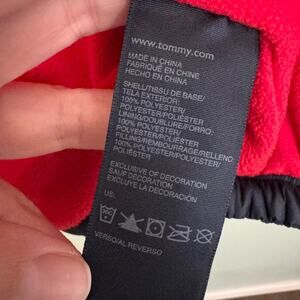 www.tommy.com
MADE IN CHINA
FABRIQUÉ EN CHINE
HECHO EN CHINA
SHELL/TISSU DE BASE/
TELA EXTERIOR:
100% POLYESTER/
100% POLYESTER/POLIÉSTER
LINING/DOUBLURE/FORRO:
100% POLYESTER/
POLYESTER/POLIÉSTER
FILLING/REMBOURRAGE/RELLENO:
100% POLYESTER/POLYESTER/
POLIÉSTER
EXCLUSIVE OF DECORATION
SAUF DÉCORATION
EXCLUYE LA DECORACIÓN
US:
VERSO/AL REVERSO